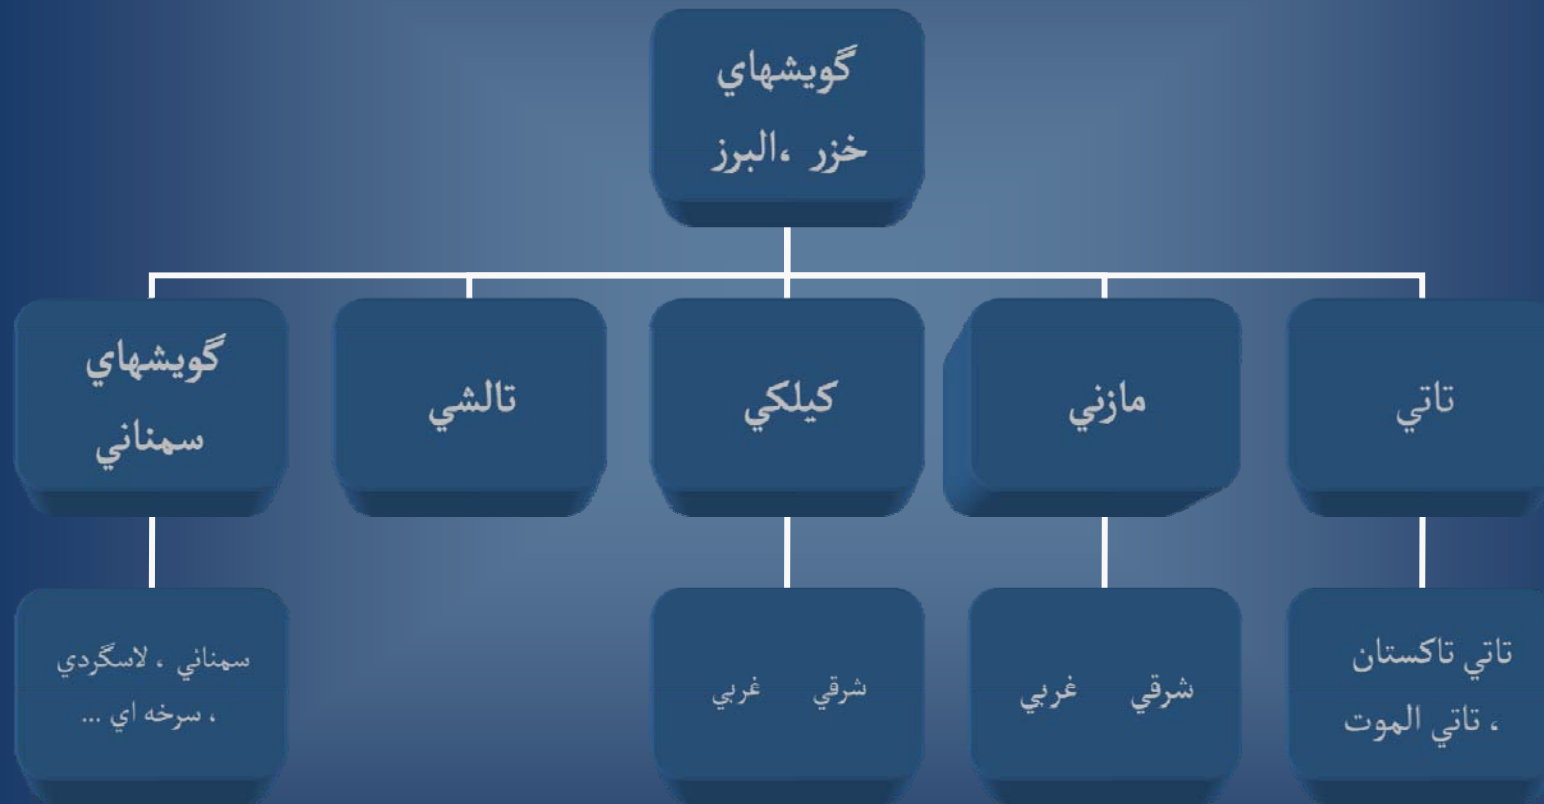 گويشهاي
خزر ،البرز
تاتي
مازني
كيلكي
تالشي
گويشهاي
سمناني
تاتي تاكستان
، تاتي الموت
شرقي غربي
شرقي غربي
سمناني ، لاسگردي
، سرخه اي ...